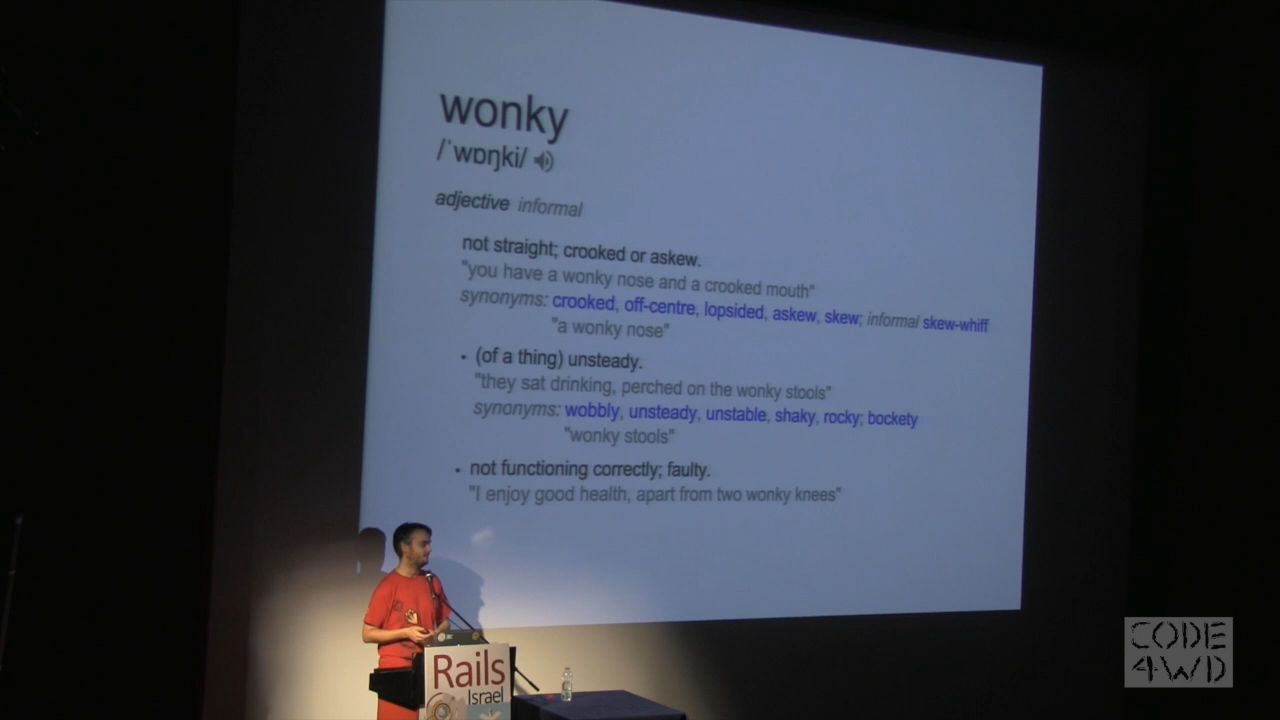 wonky
/ˈwɒŋki/
adjective informal
not straight; crooked or askew.
"you have a wonky nose and a crooked mouth"
synonyms: crooked, off-centre, lopsided, askew, skew; informal skew-whiff
"a wonky nose"
• (of a thing) unsteady.
"they sat drinking, perched on the wonky stools"
synonyms: wobbly, unsteady, unstable, shaky, rocky; bockety
"wonky stools"
• not functioning correctly; faulty.
"I enjoy good health, apart from two wonky knees"
Rails
Israel
CODE
4WD